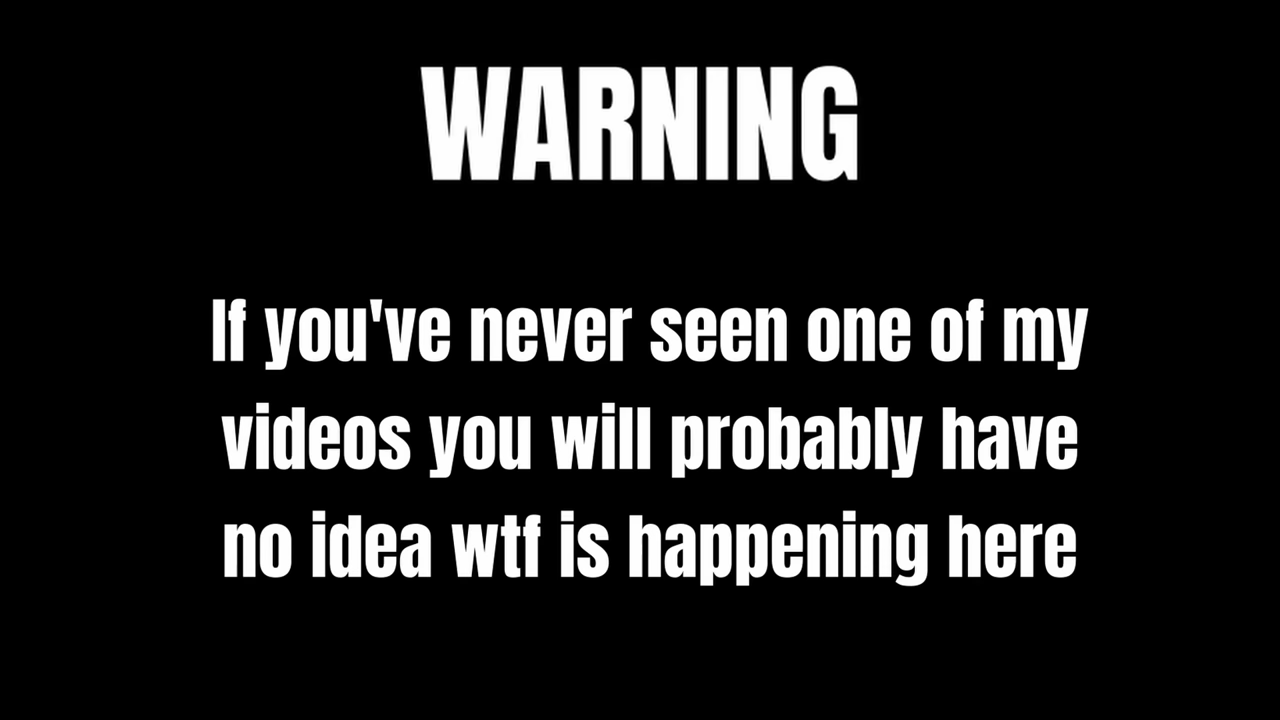 WARNING
If you've never seen one of my
videos you will probably have
no idea wtf is happening here